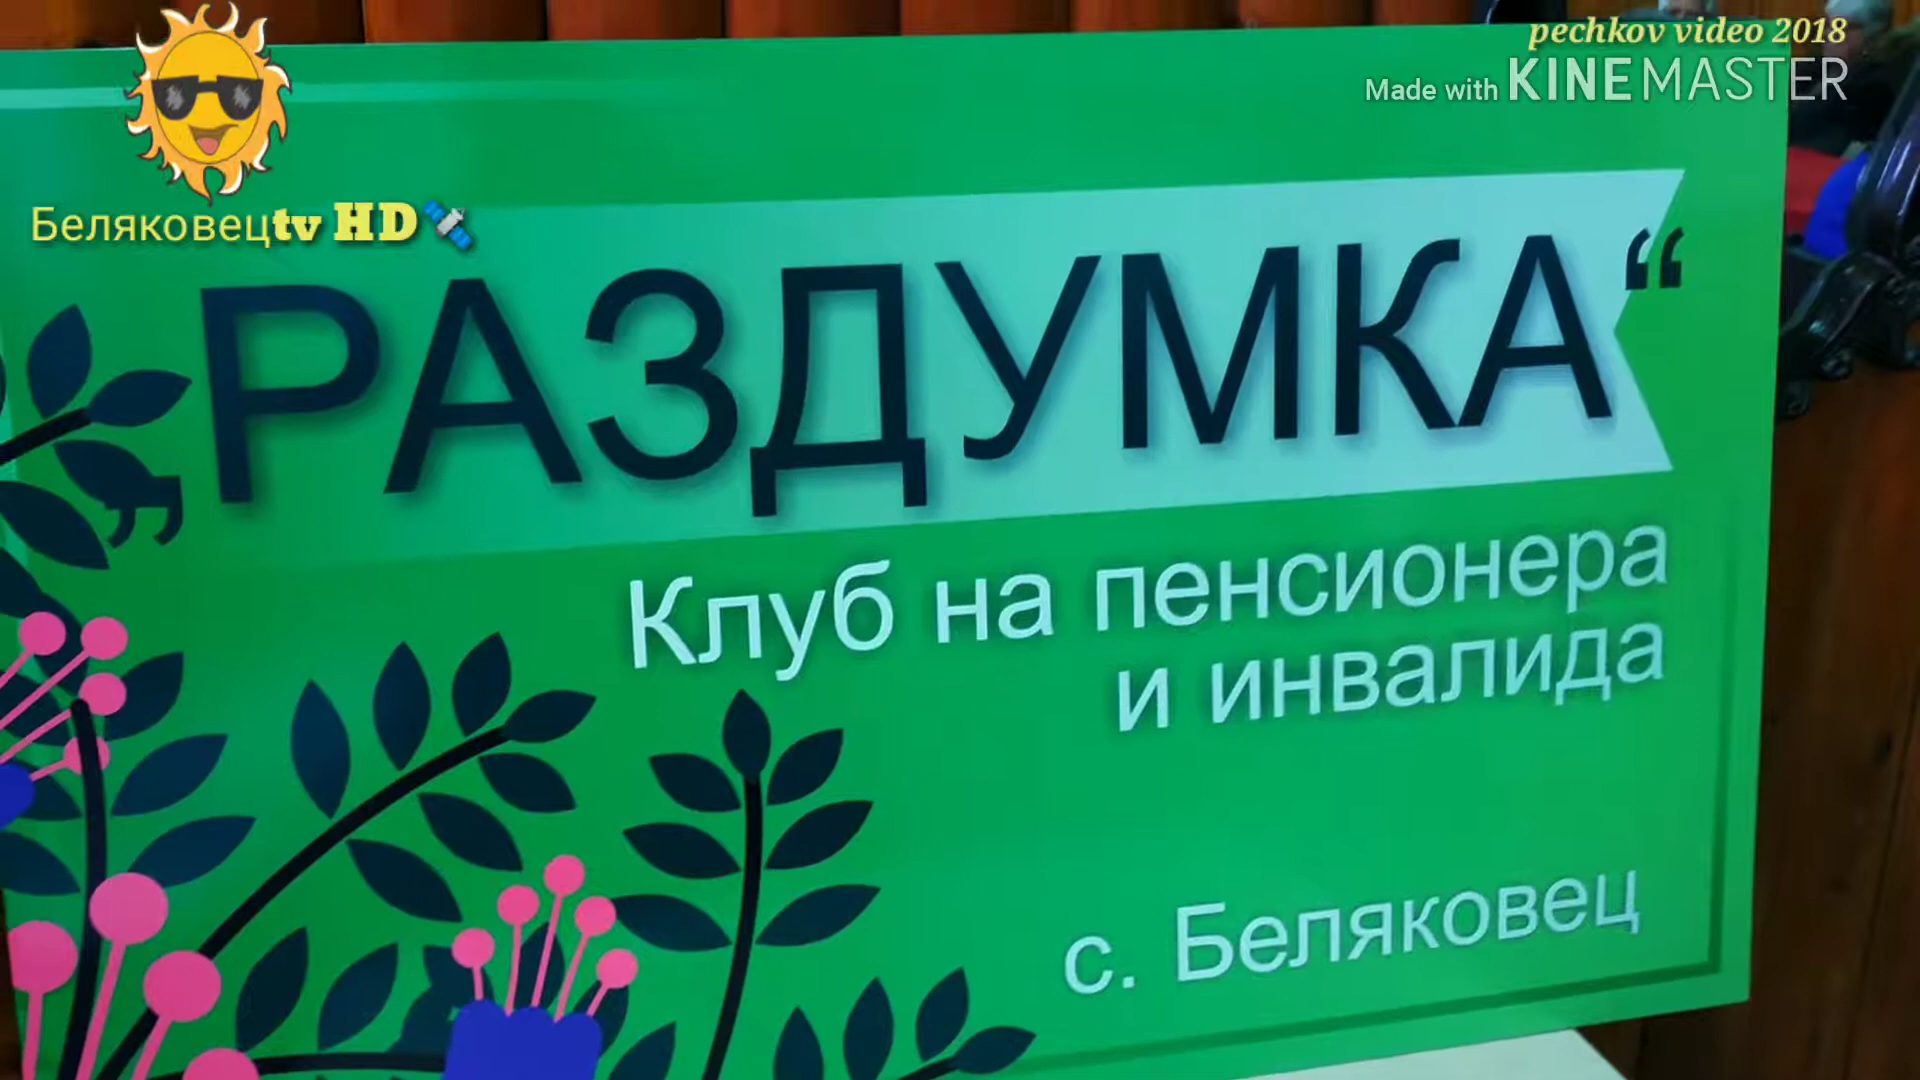 pechkov video 2018
Made with KINEMASTER
Беляковецtv HD
РАЗДУМКА“
Клуб на пенсионера
и инвалида
с. Беляковец